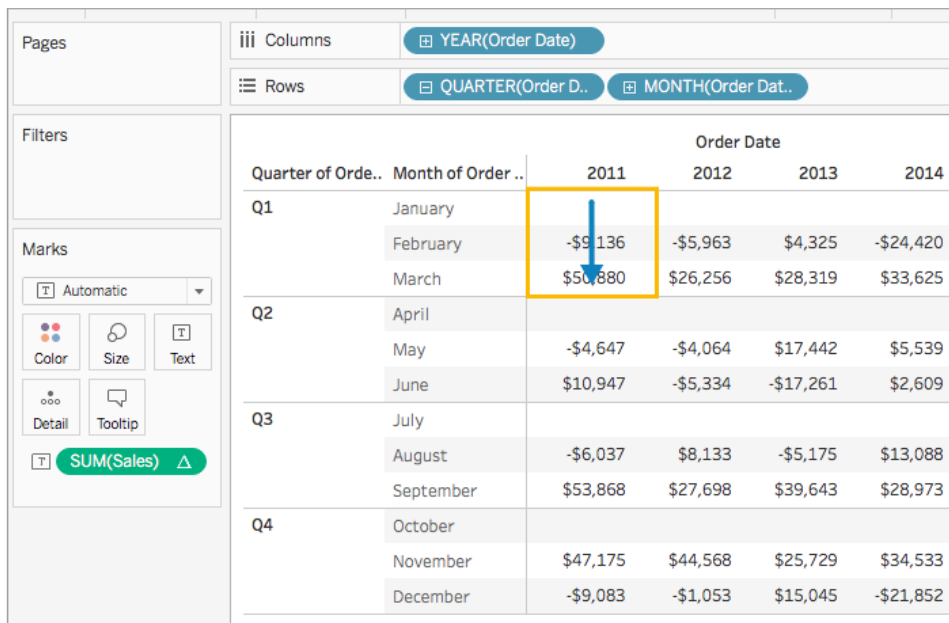 Pages
Columns
YEAR(Order Date)
Rows
QUARTER(Order D..
MONTH(Order Dat..
Filters
Order Date
Quarter of Orde.. Month of Order .. 2011 2012 2013 2014
Q1 January
February -$9,136 -$5,963 $4,325 -$24,420
March $50,880 $26,256 $28,319 $33,625
Q2 April
May -$4,647 -$4,064 $17,442 $5,539
June $10,947 -$5,334 -$17,261 $2,609
Q3 July
August -$6,037 $8,133 -$5,175 $13,088
September $53,868 $27,698 $39,643 $28,973
Q4 October
November $47,175 $44,568 $25,729 $34,533
December -$9,083 -$1,053 $15,045 -$21,852
Marks
T Automatic
Color Size T Text
Detail Tooltip
T SUM(Sales) Δ